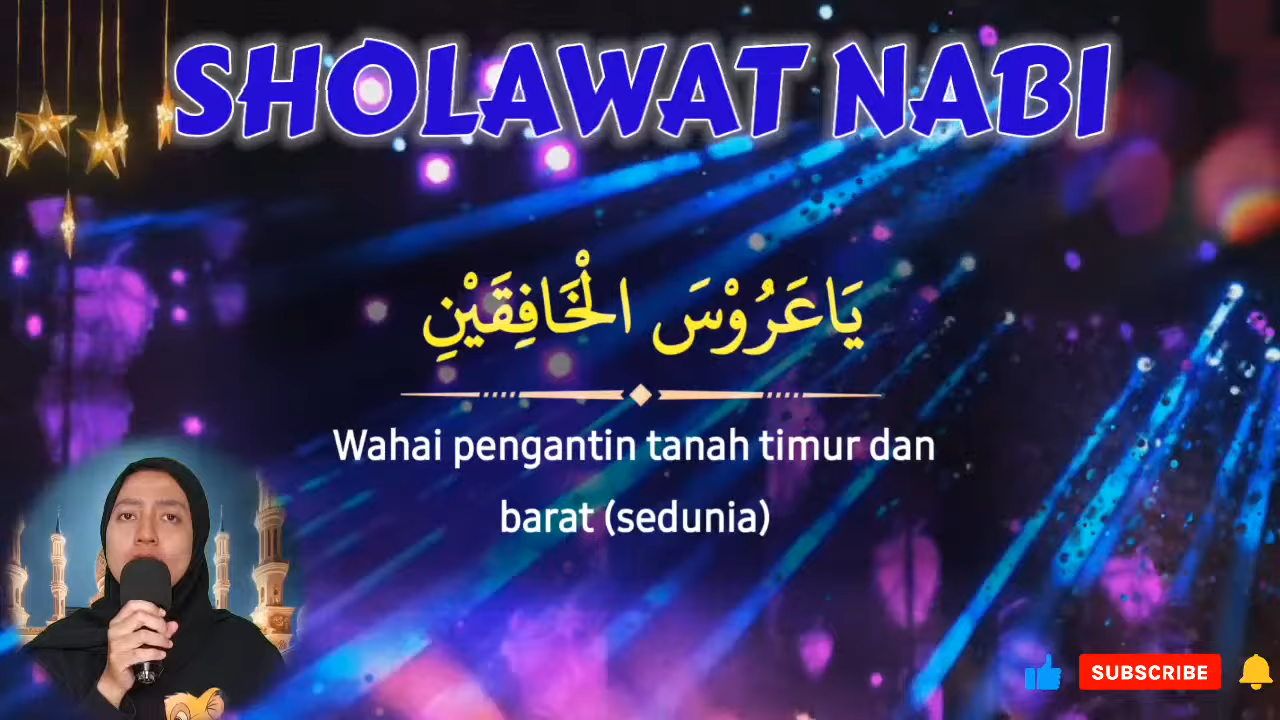 SHOLAWAT NABI
يَاعَرُوْسَ الْخَافِقَيْنِ
Wahai pengantin tanah timur dan
barat (sedunia)
SUBSCRIBE